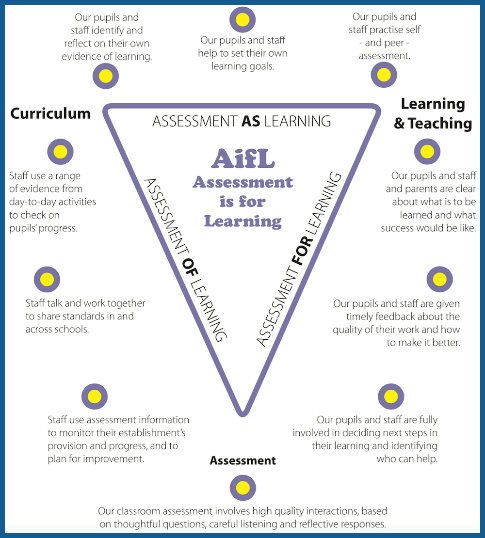 Our pupils and
staff identify and
reflect on their own
evidence of learning.
Our pupils and staff
help to set their own
learning goals.
Our pupils and
staff practise self
- and peer -
assessment.
Curriculum
Learning
& Teaching
ASSESSMENT AS LEARNING
AifL
Assessment
is for
Learning
ASSESSMENT OF LEARNING
ASSESSMENT FOR LEARNING
Staff use a range
of evidence from
day-to-day activities
to check on
pupils' progress.
Our pupils and staff
and parents are clear
about what is to be
learned and what
success would be like.
Staff talk and work together
to share standards in and
across schools.
Our pupils and staff are given
timely feedback about the
quality of their work and how
to make it better.
Staff use assessment information
to monitor their establishment's
provision and progress, and to
plan for improvement.
Our pupils and staff are fully
involved in deciding next steps in
their learning and identifying
who can help.
Assessment
Our classroom assessment involves high quality interactions, based
on thoughtful questions, careful listening and reflective responses.